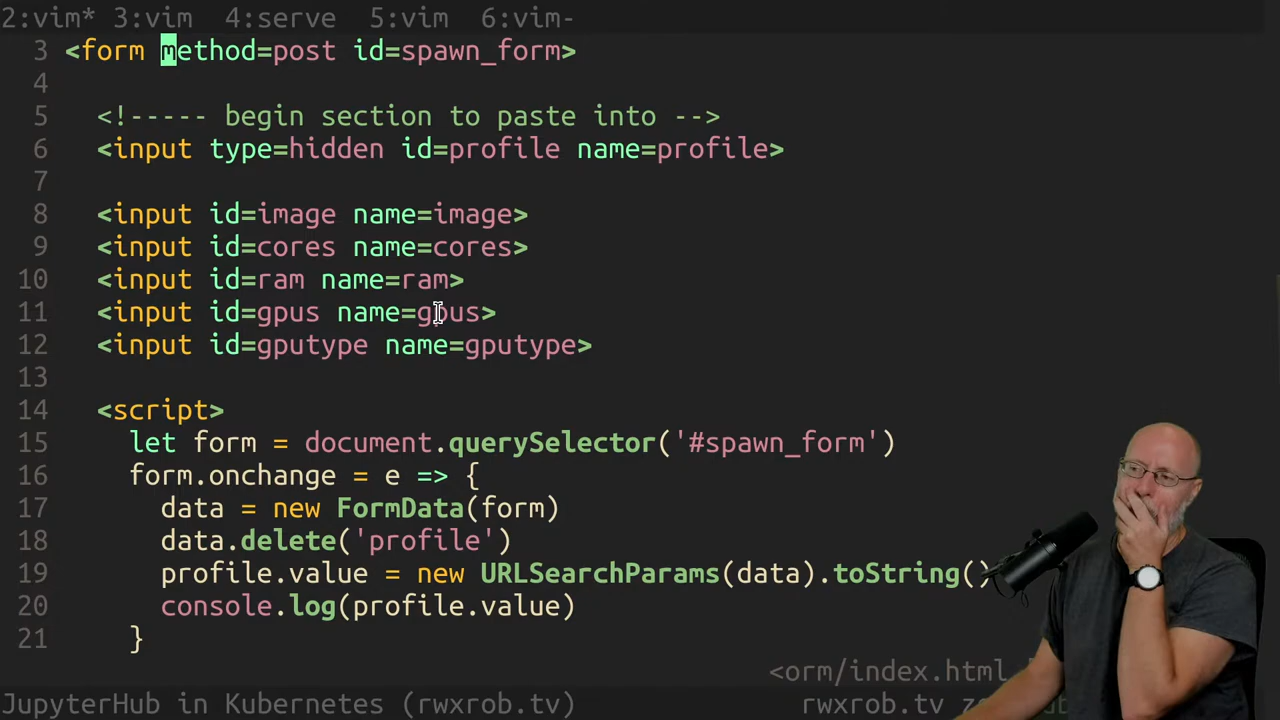 2:vim* 3:vim 4:serve 5:vim 6:vim-
3 <form method=post id=spawn_form>
4
5 <!----- begin section to paste into -->
6 <input type=hidden id=profile name=profile>
7
8 <input id=image name=image>
9 <input id=cores name=cores>
10 <input id=ram name=ram>
11 <input id=gpus name=gpus>
12 <input id=gputype name=gputype>
13
14 <script>
15 let form = document.querySelector('#spawn_form')
16 form.onchange = e => {
17 data = new FormData(form)
18 data.delete('profile')
19 profile.value = new URLSearchParams(data).toString()
20 console.log(profile.value)
21 }
<orm/index.html
JupyterHub in Kubernetes (rwxrob.tv) rwxrob.tv